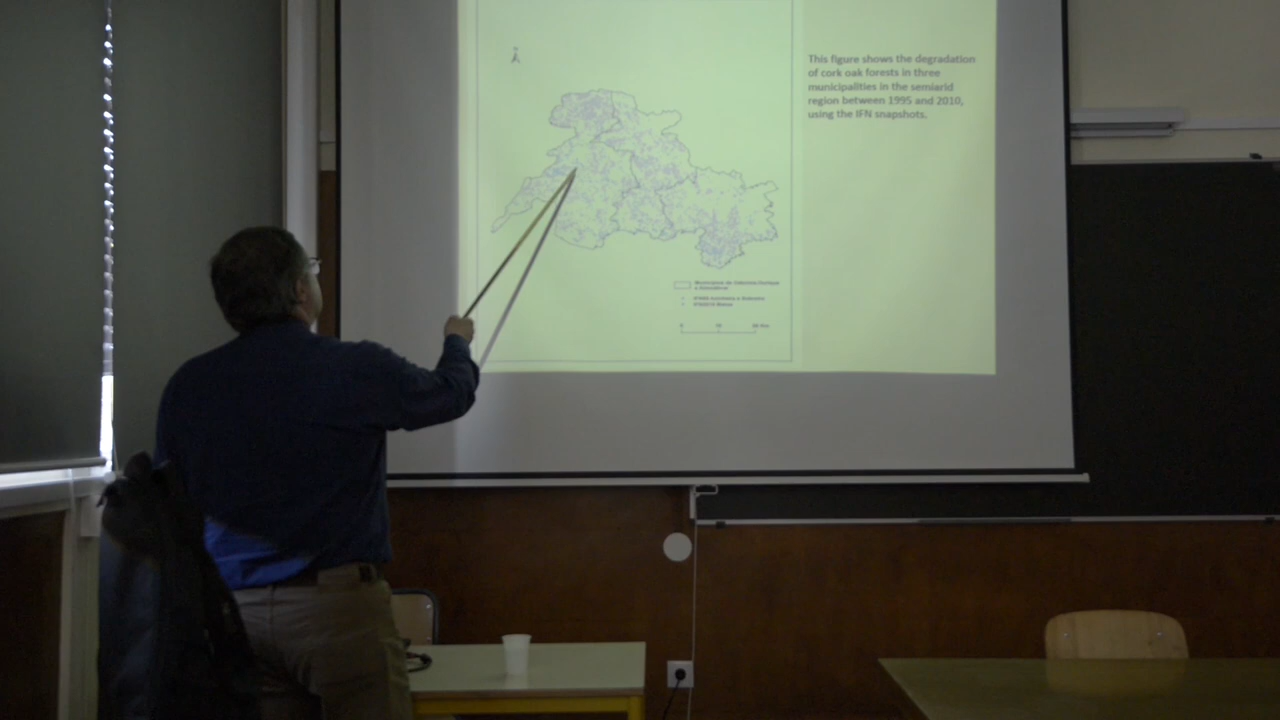 This figure shows the degradation
of cork oak forests in three
municipalities in the semiarid
region between 1995 and 2010,
using the IFN snapshots.